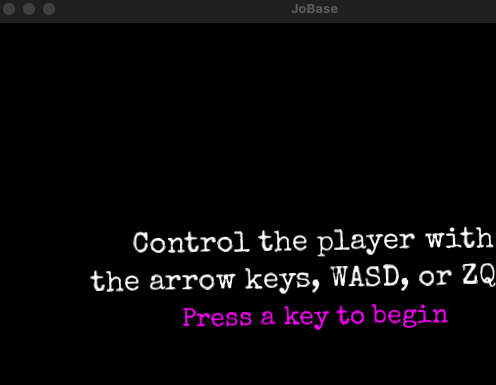 JoBase
Control the player with
the arrow keys, WASD, or ZQ
Press a key to begin